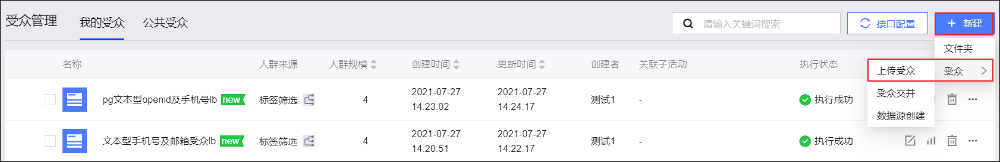 受众管理 我的受众 公共受众 请输入关键词搜索 接口配置 + 新建
文件夹
名称 人群来源 人群规模 创建时间 更新时间 创建者 关联子活动 执行状态
上传受众 受众
受众交并
数据源创建
pg文本型openid及手机号lb new 标签筛选 4 2021-07-27 14:23:02 2021-07-27 14:24:17 测试1 - 执行成功
文本型手机号及邮箱受众lb new 标签筛选 4 2021-07-27 14:20:51 2021-07-27 14:22:17 测试1 - 执行成功